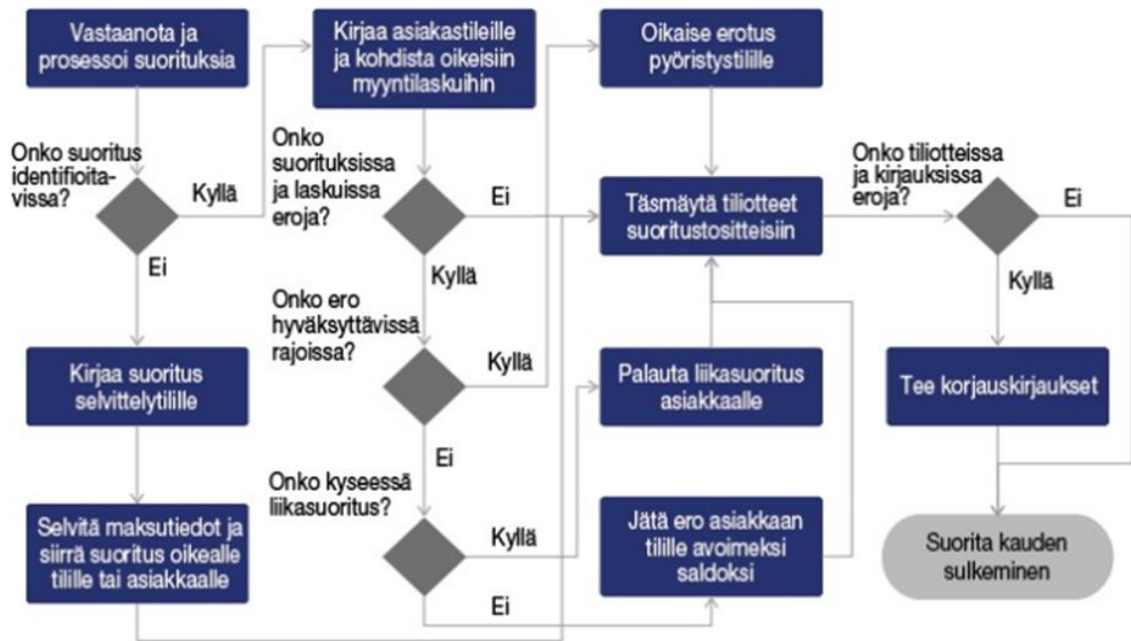 Vastaanota ja
prosessoi suorituksia
Onko suoritus
identifioita-
vissa?
Kyllä
Ei
Kirjaa suoritus
selvittelytilille
Selvitä maksutiedot ja
siirrä suoritus oikealle
tilille tai asiakkaalle
Kirjaa asiakastileille
ja kohdista oikeisiin
myyntilaskuihin
Onko
suorituksissa
ja laskuissa
eroja?
Ei
Kyllä
Onko ero
hyväksyttävissä
rajoissa?
Kyllä
Ei
Onko kyseessä
liikasuoritus?
Kyllä
Ei
Oikaise erotus
pyöristystilille
Täsmäytä tiliotteet
suoritustositteisiin
Palauta liikasuoritus
asiakkaalle
Jätä ero asiakkaan
tilille avoimeksi
saldoksi
Onko tiliotteissa
ja kirjauksissa
eroja?
Ei
Kyllä
Tee korjauskirjaukset
Suorita kauden
sulkeminen